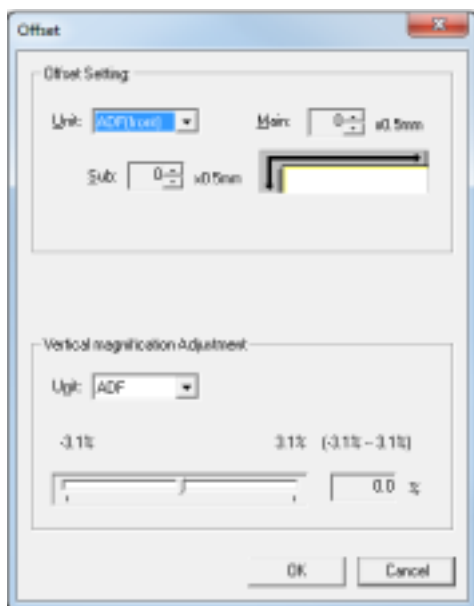 Offset
Offset Setting
Unit: ADF(front) Main: 0 x0.5mm
Sub: 0 x0.5mm
Vertical magnification Adjustment
Unit: ADF
-3.1% 3.1% (-3.1% – 3.1%)
0.0 %
OK Cancel